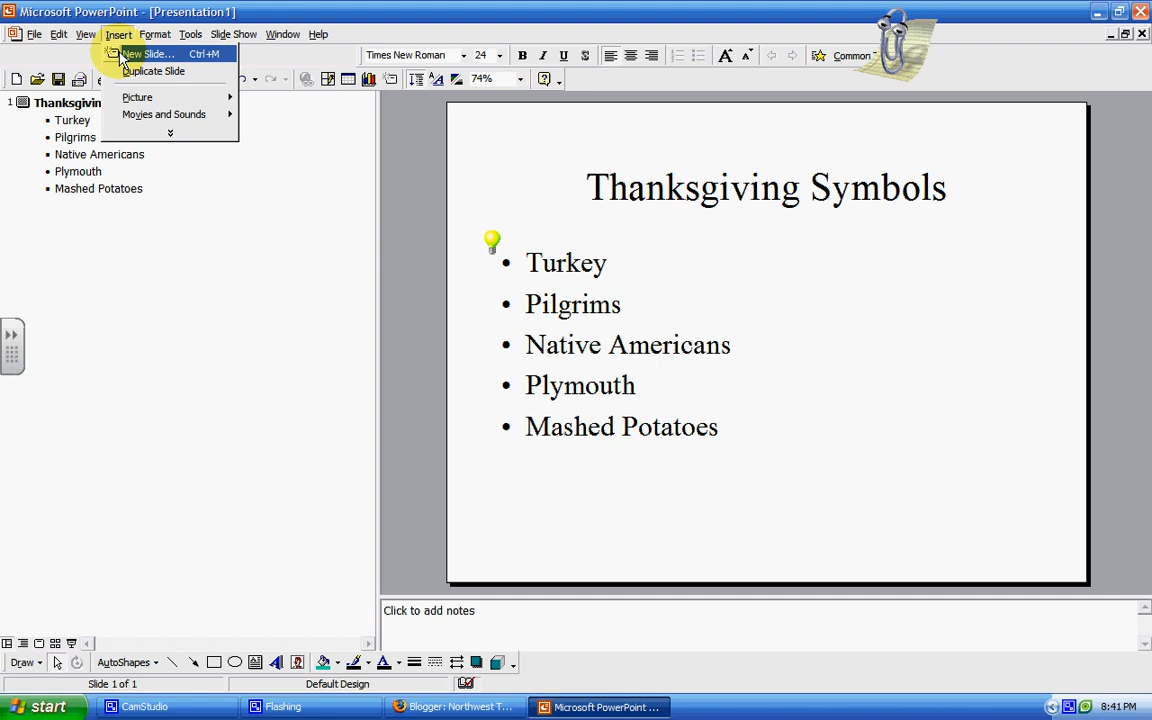 Microsoft PowerPoint - [Presentation1]
File Edit View Insert Format Tools Slide Show Window Help
New Slide... Ctrl+M
Duplicate Slide
Picture
Movies and Sounds
Times New Roman 24 B I U S A A Common
74%
1 Thanksgiving
• Turkey
• Pilgrims
• Native Americans
• Plymouth
• Mashed Potatoes
Thanksgiving Symbols
• Turkey
• Pilgrims
• Native Americans
• Plymouth
• Mashed Potatoes
Click to add notes
Draw AutoShapes
Slide 1 of 1 Default Design
start CamStudio Flashing Blogger: Northwest T... Microsoft PowerPoint ... 8:41 PM